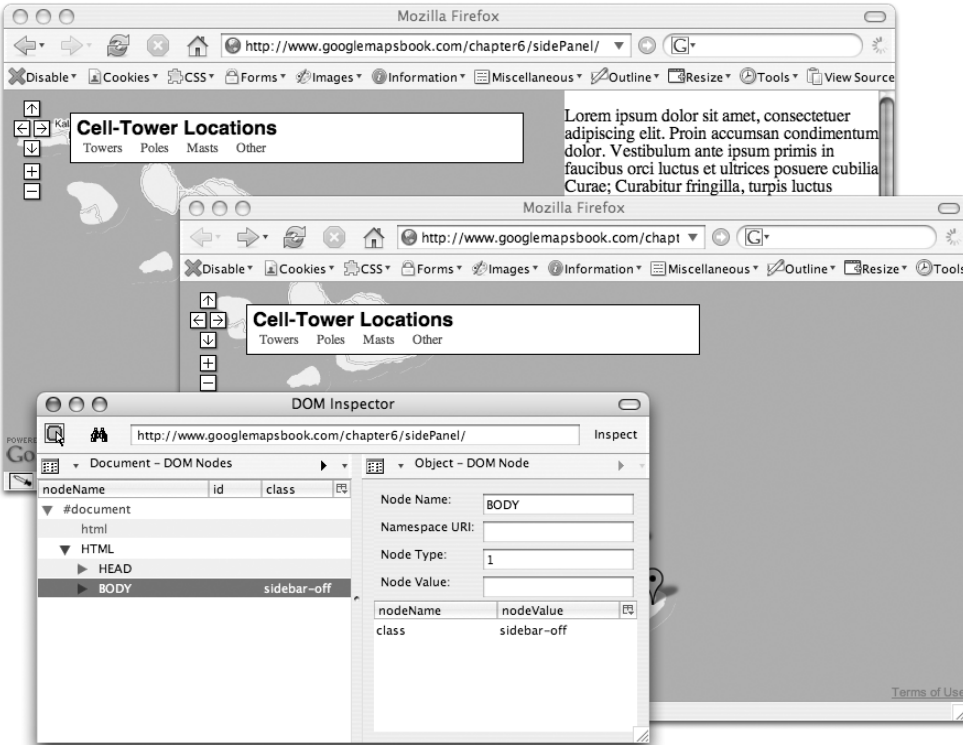 Mozilla Firefox
http://www.googlemapsbook.com/chapter6/sidePanel/
G
Disable Cookies CSS Forms Images Information Miscellaneous Outline Resize Tools View Source
Kal
Cell-Tower Locations
Towers Poles Masts Other
Lorem ipsum dolor sit amet, consectetuer
adipiscing elit. Proin accumsan condimentum
dolor. Vestibulum ante ipsum primis in
faucibus orci luctus et ultrices posuere cubilia
Curae; Curabitur fringilla, turpis luctus
POWERE
Go
Mozilla Firefox
http://www.googlemapsbook.com/chapt
G
Disable Cookies CSS Forms Images Information Miscellaneous Outline Resize Tools
Cell-Tower Locations
Towers Poles Masts Other
Terms of Use
DOM Inspector
http://www.googlemapsbook.com/chapter6/sidePanel/
Inspect
Document – DOM Nodes
nodeName id class
#document
html
HTML
HEAD
BODY sidebar-off
Object – DOM Node
Node Name: BODY
Namespace URI:
Node Type: 1
Node Value:
nodeName nodeValue
class sidebar-off